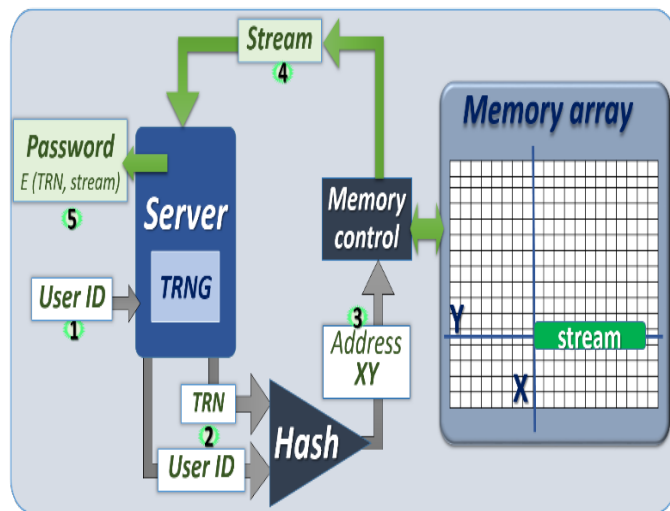 Stream
4
Memory array
Password
E (TRN, stream)
5
Server
TRNG
Memory
control
User ID
1
3
Address
XY
Y
stream
X
TRN
2
User ID
Hash